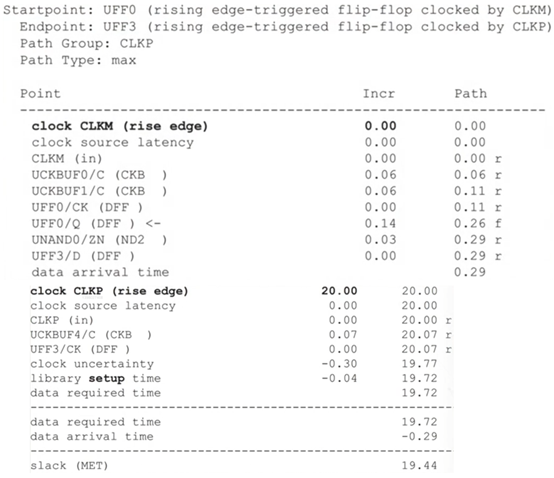 Startpoint: UFF0 (rising edge-triggered flip-flop clocked by CLKM)
Endpoint: UFF3 (rising edge-triggered flip-flop clocked by CLKP)
Path Group: CLKP
Path Type: max
Point Incr Path
clock CLKM (rise edge) 0.00 0.00
clock source latency 0.00 0.00
CLKM (in) 0.00 0.00 r
UCKBUF0/C (CKB ) 0.06 0.06 r
UCKBUF1/C (CKB ) 0.06 0.11 r
UFF0/CK (DFF ) 0.00 0.11 r
UFF0/Q (DFF ) <- 0.14 0.26 f
UNAND0/ZN (ND2 ) 0.03 0.29 r
UFF3/D (DFF ) 0.00 0.29 r
data arrival time 0.29
clock CLKP (rise edge) 20.00 20.00
clock source latency 0.00 20.00
CLKP (in) 0.00 20.00 r
UCKBUF4/C (CKB ) 0.07 20.07 r
UFF3/CK (DFF ) 0.00 20.07 r
clock uncertainty -0.30 19.77
library setup time -0.04 19.72
data required time 19.72
data required time 19.72
data arrival time -0.29
slack (MET) 19.44